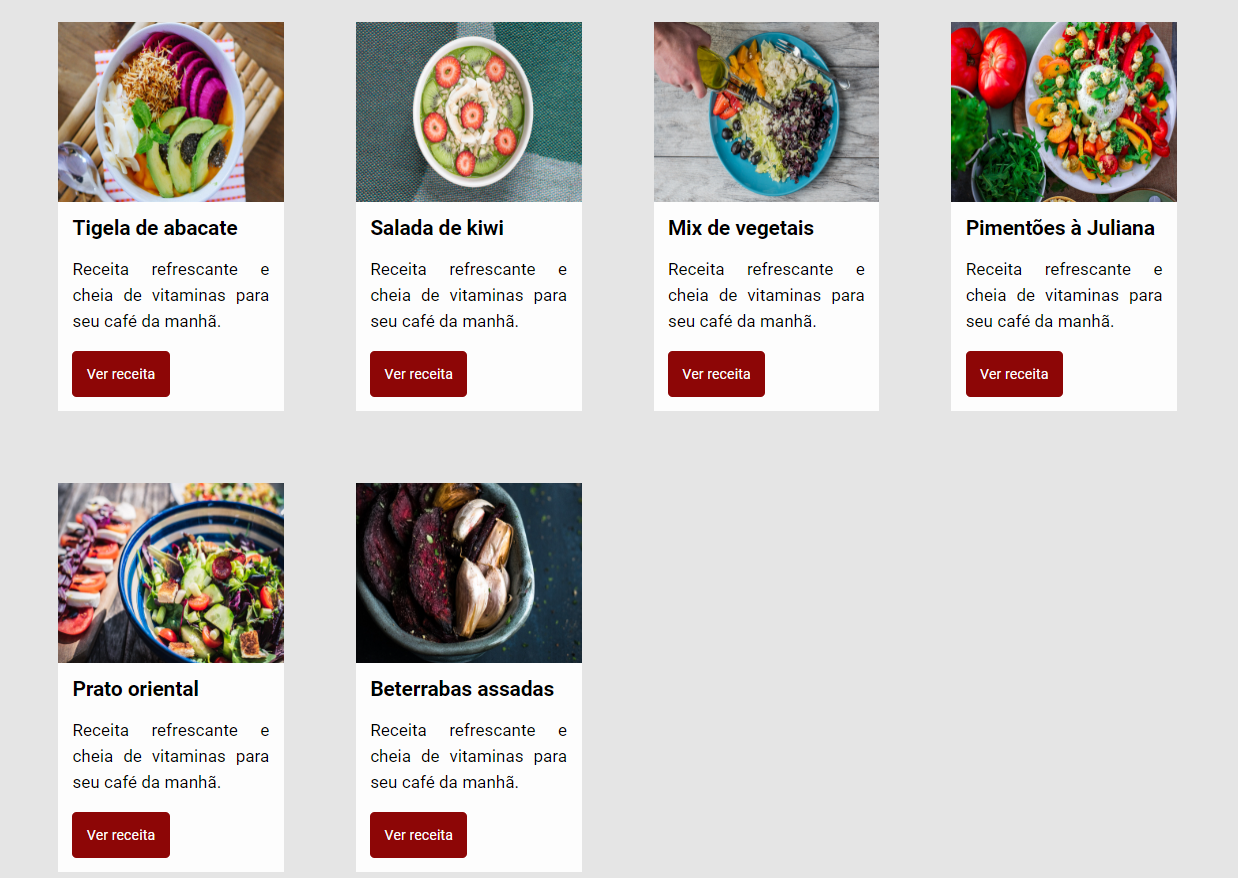 Tigela de abacate
Receita refrescante e
cheia de vitaminas para
seu café da manhã.
Ver receita
Salada de kiwi
Receita refrescante e
cheia de vitaminas para
seu café da manhã.
Ver receita
Mix de vegetais
Receita refrescante e
cheia de vitaminas para
seu café da manhã.
Ver receita
Pimentões à Juliana
Receita refrescante e
cheia de vitaminas para
seu café da manhã.
Ver receita
Prato oriental
Receita refrescante e
cheia de vitaminas para
seu café da manhã.
Ver receita
Beterrabas assadas
Receita refrescante e
cheia de vitaminas para
seu café da manhã.
Ver receita